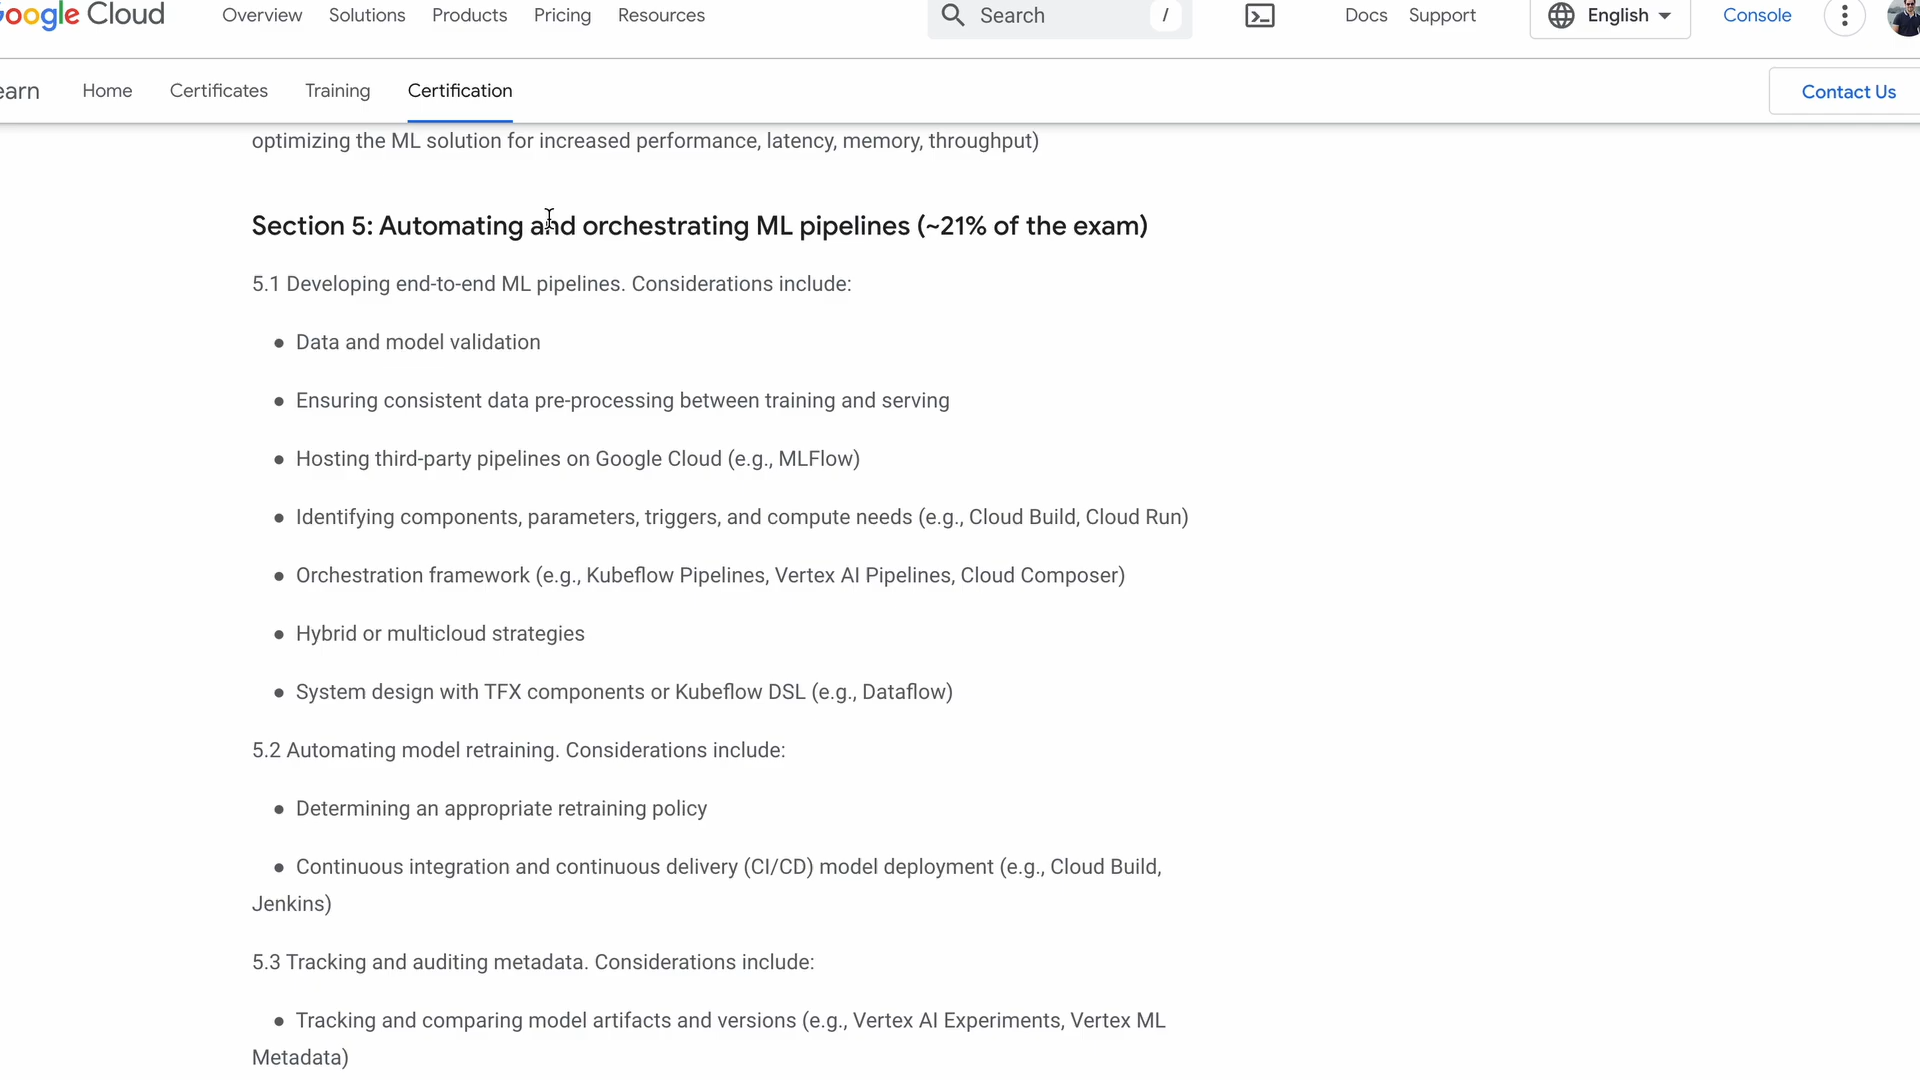 Google Cloud Overview Solutions Products Pricing Resources Search / Docs Support English Console
earn Home Certificates Training Certification Contact Us
optimizing the ML solution for increased performance, latency, memory, throughput)
Section 5: Automating and orchestrating ML pipelines (~21% of the exam)
5.1 Developing end-to-end ML pipelines. Considerations include:
● Data and model validation
● Ensuring consistent data pre-processing between training and serving
● Hosting third-party pipelines on Google Cloud (e.g., MLFlow)
● Identifying components, parameters, triggers, and compute needs (e.g., Cloud Build, Cloud Run)
● Orchestration framework (e.g., Kubeflow Pipelines, Vertex AI Pipelines, Cloud Composer)
● Hybrid or multicloud strategies
● System design with TFX components or Kubeflow DSL (e.g., Dataflow)
5.2 Automating model retraining. Considerations include:
● Determining an appropriate retraining policy
● Continuous integration and continuous delivery (CI/CD) model deployment (e.g., Cloud Build,
Jenkins)
5.3 Tracking and auditing metadata. Considerations include:
● Tracking and comparing model artifacts and versions (e.g., Vertex AI Experiments, Vertex ML
Metadata)